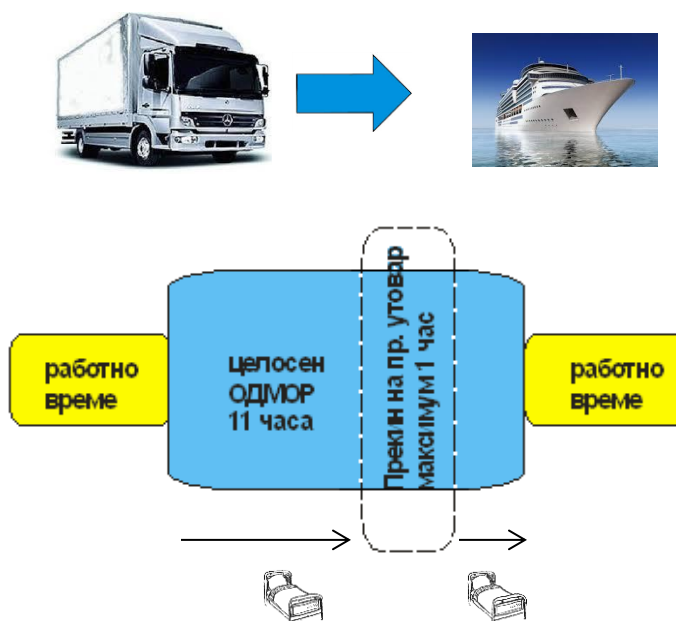 работно
време
целосен
ОДМОР
11 часа
Прекин на пр. утовар
максимум 1 час
работно
време